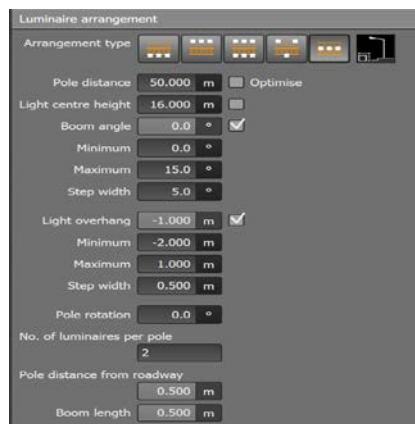 Luminaire arrangement
Arrangement type
Pole distance 50.000 m Optimise
Light centre height 16.000 m
Boom angle 0.0 °
Minimum 0.0 °
Maximum 15.0 °
Step width 5.0 °
Light overhang -1.000 m
Minimum -2.000 m
Maximum 1.000 m
Step width 0.500 m
Pole rotation 0.0 °
No. of luminaires per pole
2
Pole distance from roadway
0.500 m
Boom length 0.500 m